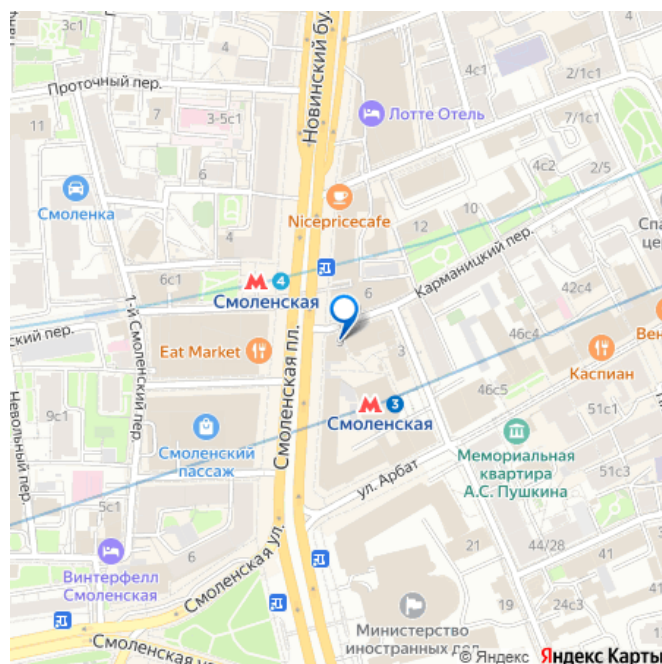 Новинский бул.
3с1
4
4с1
2/1с1
Проточный пер.
3-5с1
7
11
Лотте Отель
7/1с1
4с2
2/5
Смоленка
Nicepricecafe
12
10
4
6с1
4
Смоленская
6
Карманицкий пер.
42с4
46с4
1-й Смоленский пер.
Eat Market
Смоленская пл.
3
Каспиан
46с5
51с1
9с1
Невольный пер.
Смоленский
пассаж
3
Смоленская
Мемориальная
квартира
А.С. Пушкина
51с3
ул. Арбат
5с1
Винтерфелл
Смоленская
6
Смоленская ул.
21
44/28
41
19
24с3
Министерство
иностранных дел
© Яндекс Яндекс Карты